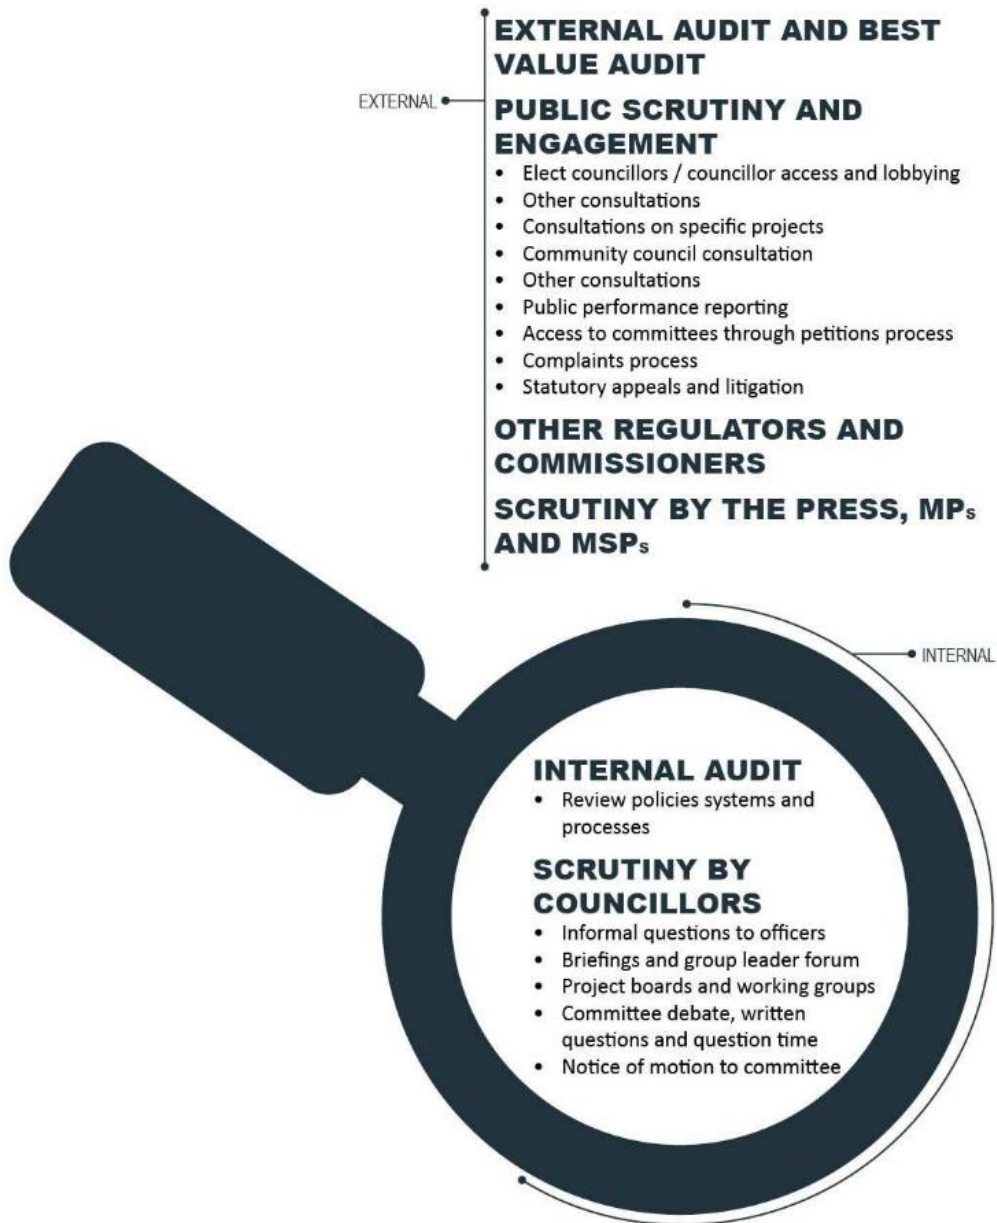 EXTERNAL AUDIT AND BEST
VALUE AUDIT
EXTERNAL
PUBLIC SCRUTINY AND
ENGAGEMENT
• Elect councillors / councillor access and lobbying
• Other consultations
• Consultations on specific projects
• Community council consultation
• Other consultations
• Public performance reporting
• Access to committees through petitions process
• Complaints process
• Statutory appeals and litigation
OTHER REGULATORS AND
COMMISSIONERS
SCRUTINY BY THE PRESS, MPs
AND MSPs
INTERNAL
INTERNAL AUDIT
• Review policies systems and
processes
SCRUTINY BY
COUNCILLORS
• Informal questions to officers
• Briefings and group leader forum
• Project boards and working groups
• Committee debate, written
questions and question time
• Notice of motion to committee